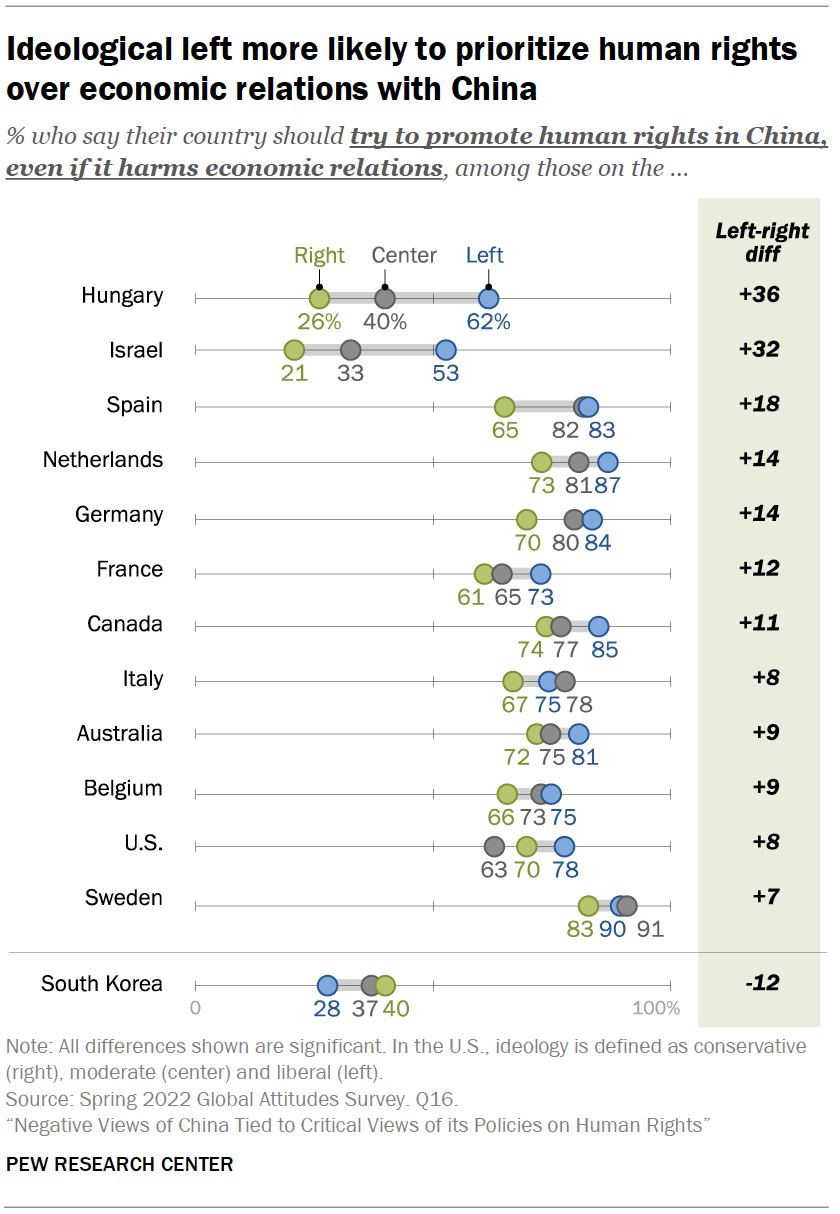 Ideological left more likely to prioritize human rights
over economic relations with China
% who say their country should try to promote human rights in China,
even if it harms economic relations, among those on the ...
Left-right
diff
Right Center Left
Hungary +36
26% 40% 62%
Israel +32
21 33 53
Spain +18
65 82 83
Netherlands +14
73 81 87
Germany +14
70 80 84
France +12
61 65 73
Canada +11
74 77 85
Italy +8
67 75 78
Australia +9
72 75 81
Belgium +9
66 73 75
U.S. +8
63 70 78
Sweden +7
83 90 91
South Korea -12
0 28 37 40 100%
Note: All differences shown are significant. In the U.S., ideology is defined as conservative
(right), moderate (center) and liberal (left).
Source: Spring 2022 Global Attitudes Survey. Q16.
“Negative Views of China Tied to Critical Views of its Policies on Human Rights”
PEW RESEARCH CENTER